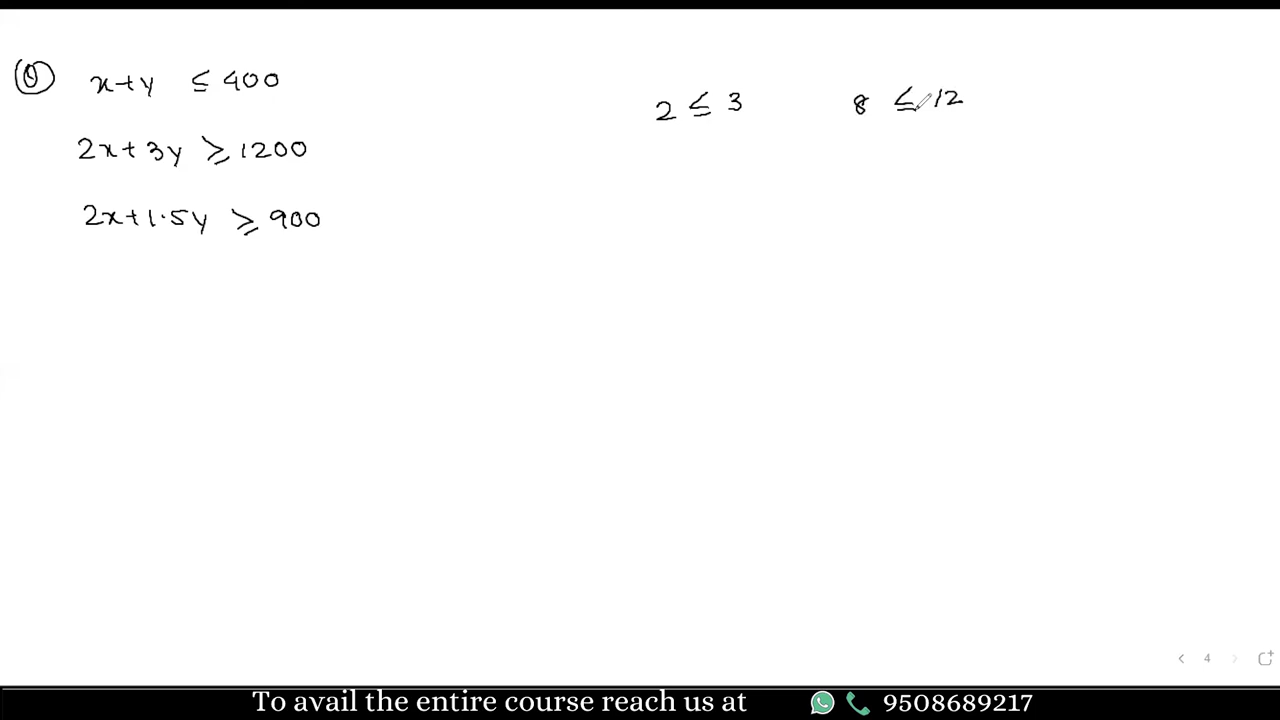 Q x+y ≤ 400
2 ≤ 3 8 ≤ 12
2x+3y ≥ 1200
2x+1.5y ≥ 900
4
To avail the entire course reach us at 9508689217